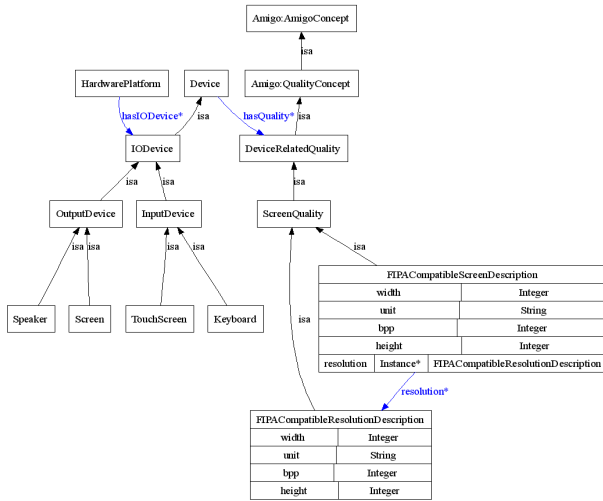 Amigo:AmigoConcept
isa
HardwarePlatform
Device
Amigo:QualityConcept
hasIODevice*
isa
hasQuality*
isa
IODevice
DeviceRelatedQuality
isa
isa
isa
OutputDevice
InputDevice
ScreenQuality
isa
isa
isa
isa
isa
Speaker
Screen
TouchScreen
Keyboard
isa
FIPACompatibleScreenDescription
width Integer
unit String
bpp Integer
height Integer
resolution Instance* FIPACompatibleResolutionDescription
resolution*
FIPACompatibleResolutionDescription
width Integer
unit String
bpp Integer
height Integer